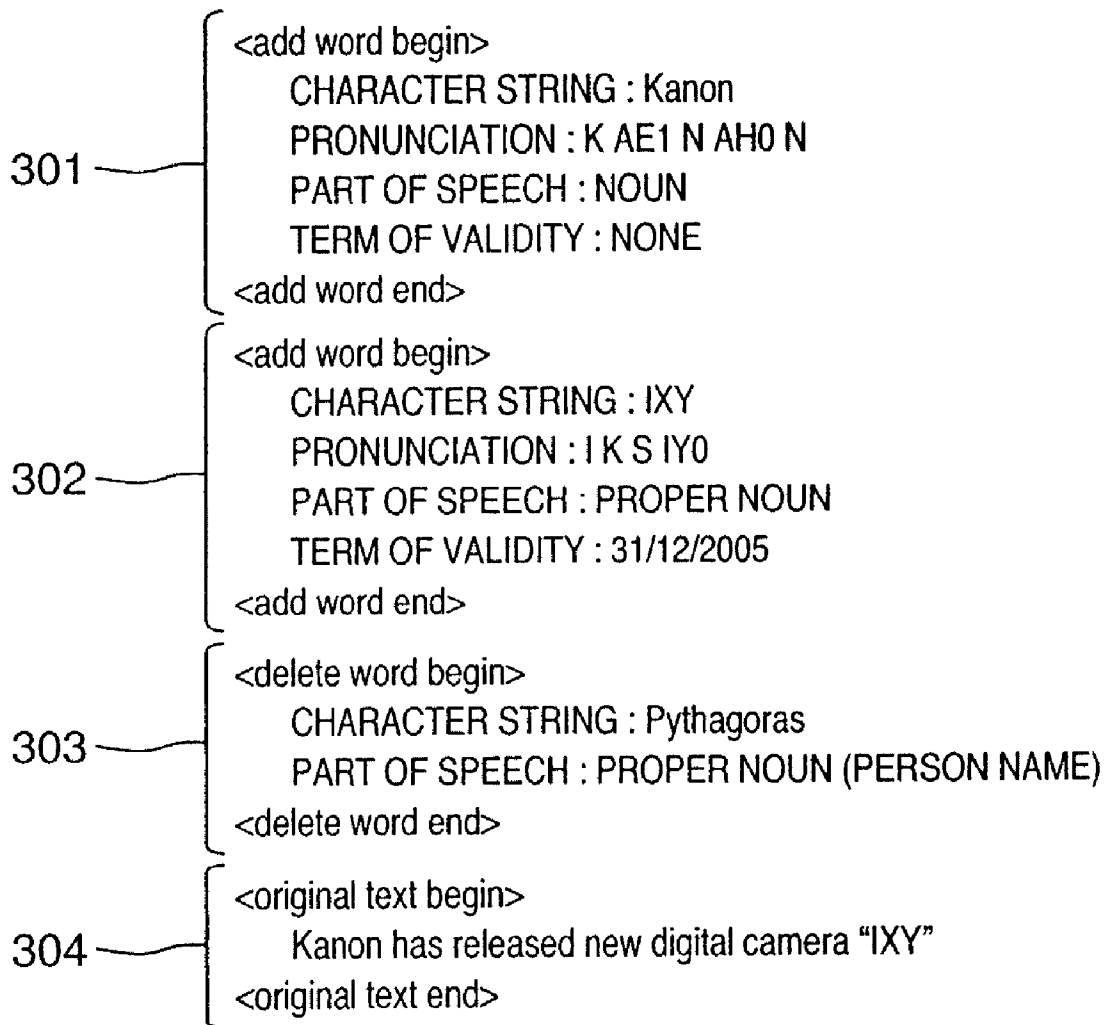 <add word begin>
CHARACTER STRING : Kanon
PRONUNCIATION : K AE1 N AH0 N
301
PART OF SPEECH : NOUN
TERM OF VALIDITY : NONE
<add word end>
<add word begin>
CHARACTER STRING : IXY
PRONUNCIATION : I K S IY0
302
PART OF SPEECH : PROPER NOUN
TERM OF VALIDITY : 31/12/2005
<add word end>
<delete word begin>
CHARACTER STRING : Pythagoras
303
PART OF SPEECH : PROPER NOUN (PERSON NAME)
<delete word end>
<original text begin>
304
Kanon has released new digital camera “IXY”
<original text end>